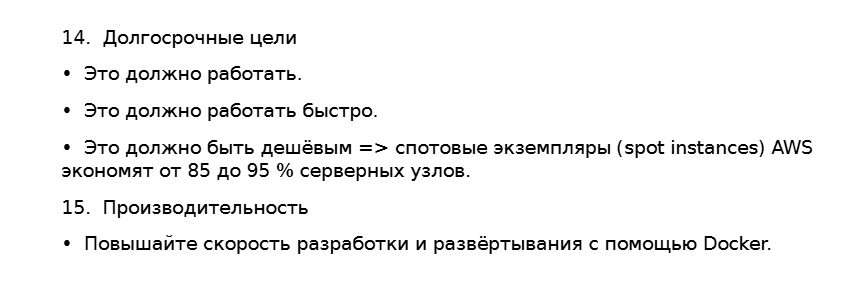 14. Долгосрочные цели
• Это должно работать.
• Это должно работать быстро.
• Это должно быть дешёвым => спотовые экземпляры (spot instances) AWS
экономят от 85 до 95 % серверных узлов.
15. Производительность
• Повышайте скорость разработки и развёртывания с помощью Docker.